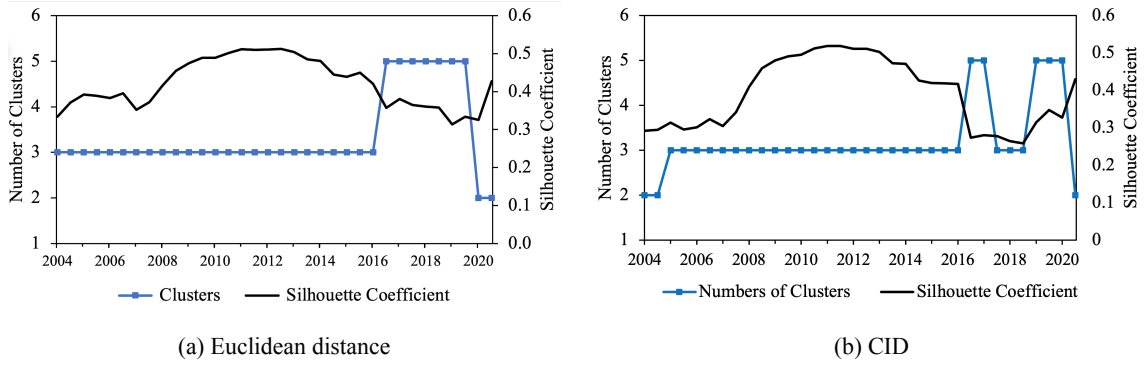 6
5
4
3
2
1
Number of Clusters
0.6
0.5
0.4
0.3
0.2
0.1
0.0
Silhouette Coefficient
2004 2006 2008 2010 2012 2014 2016 2018 2020
Clusters Silhouette Coefficient
(a) Euclidean distance
6
5
4
3
2
1
Number of Clusters
0.6
0.5
0.4
0.3
0.2
0.1
0
Silhouette Coefficient
2004 2006 2008 2010 2012 2014 2016 2018 2020
Numbers of Clusters Silhouette Coefficient
(b) CID